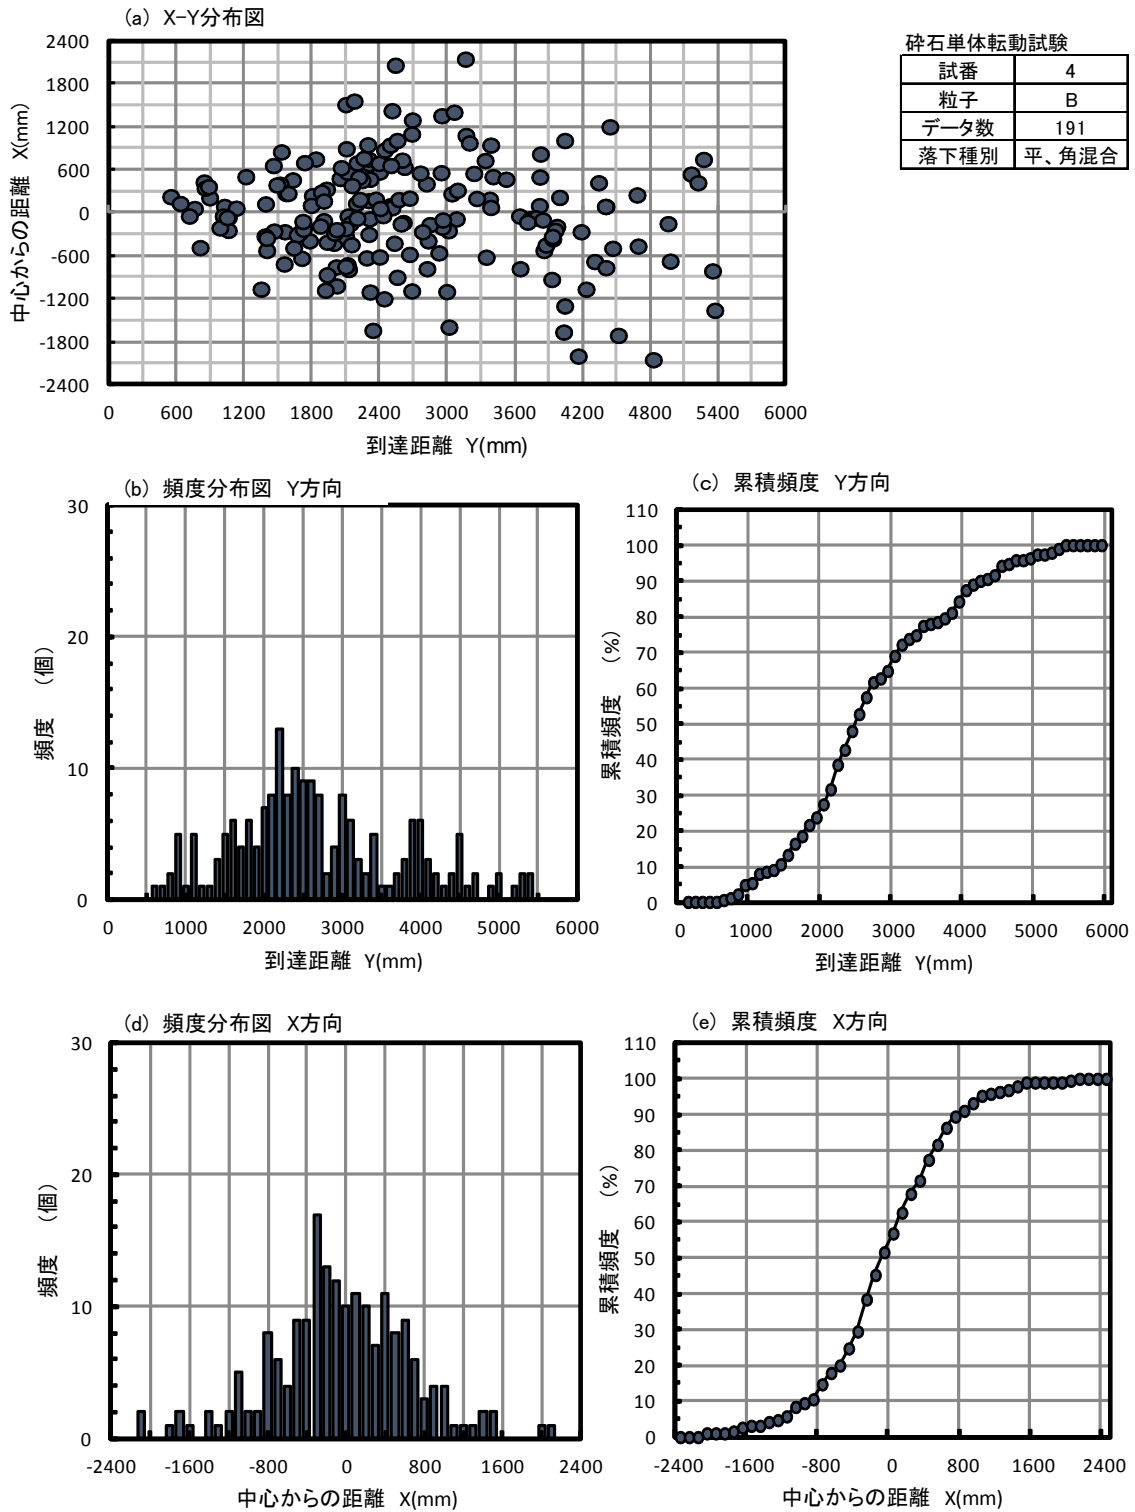 (a) X-Y分布図
2400
1800
1200
600
0
-600
-1200
-1800
-2400
中心からの距離 X(mm)
0 600 1200 1800 2400 3000 3600 4200 4800 5400 6000
到達距離 Y(mm)
砕石単体転動試験
試番 4
粒子 B
データ数 191
落下種別 平、角混合
(b) 頻度分布図 Y方向
30
20
10
0
頻度 (個)
0 1000 2000 3000 4000 5000 6000
到達距離 Y(mm)
(c) 累積頻度 Y方向
110
100
90
80
70
60
50
40
30
20
10
0
累積頻度 (%)
0 1000 2000 3000 4000 5000 6000
到達距離 Y(mm)
(d) 頻度分布図 X方向
30
20
10
0
頻度 (個)
-2400 -1600 -800 0 800 1600 2400
中心からの距離 X(mm)
(e) 累積頻度 X方向
110
100
90
80
70
60
50
40
30
20
10
0
累積頻度 (%)
-2400 -1600 -800 0 800 1600 2400
中心からの距離 X(mm)